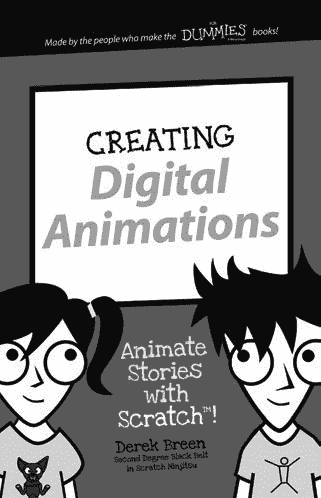 Made by the people who make the FOR DUMMIES books!
CREATING
Digital
Animations
Animate
Stories
with
Scratch™!
Derek Breen
Second Degree Black Belt
in Scratch Ninjitsu